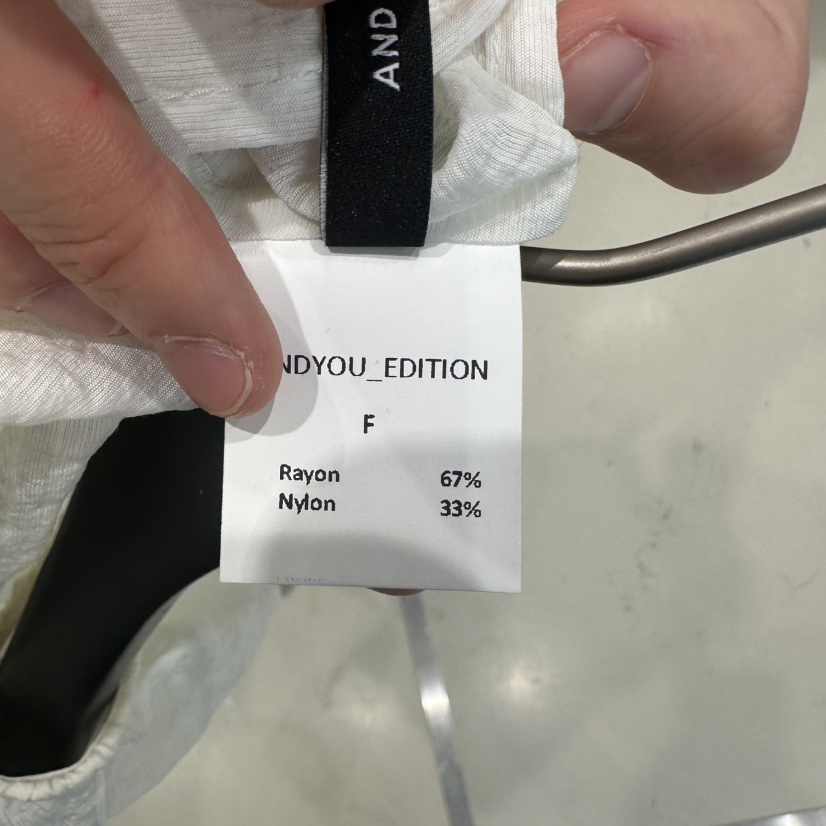 AND
NDYOU_EDITION
F
Rayon 67%
Nylon 33%